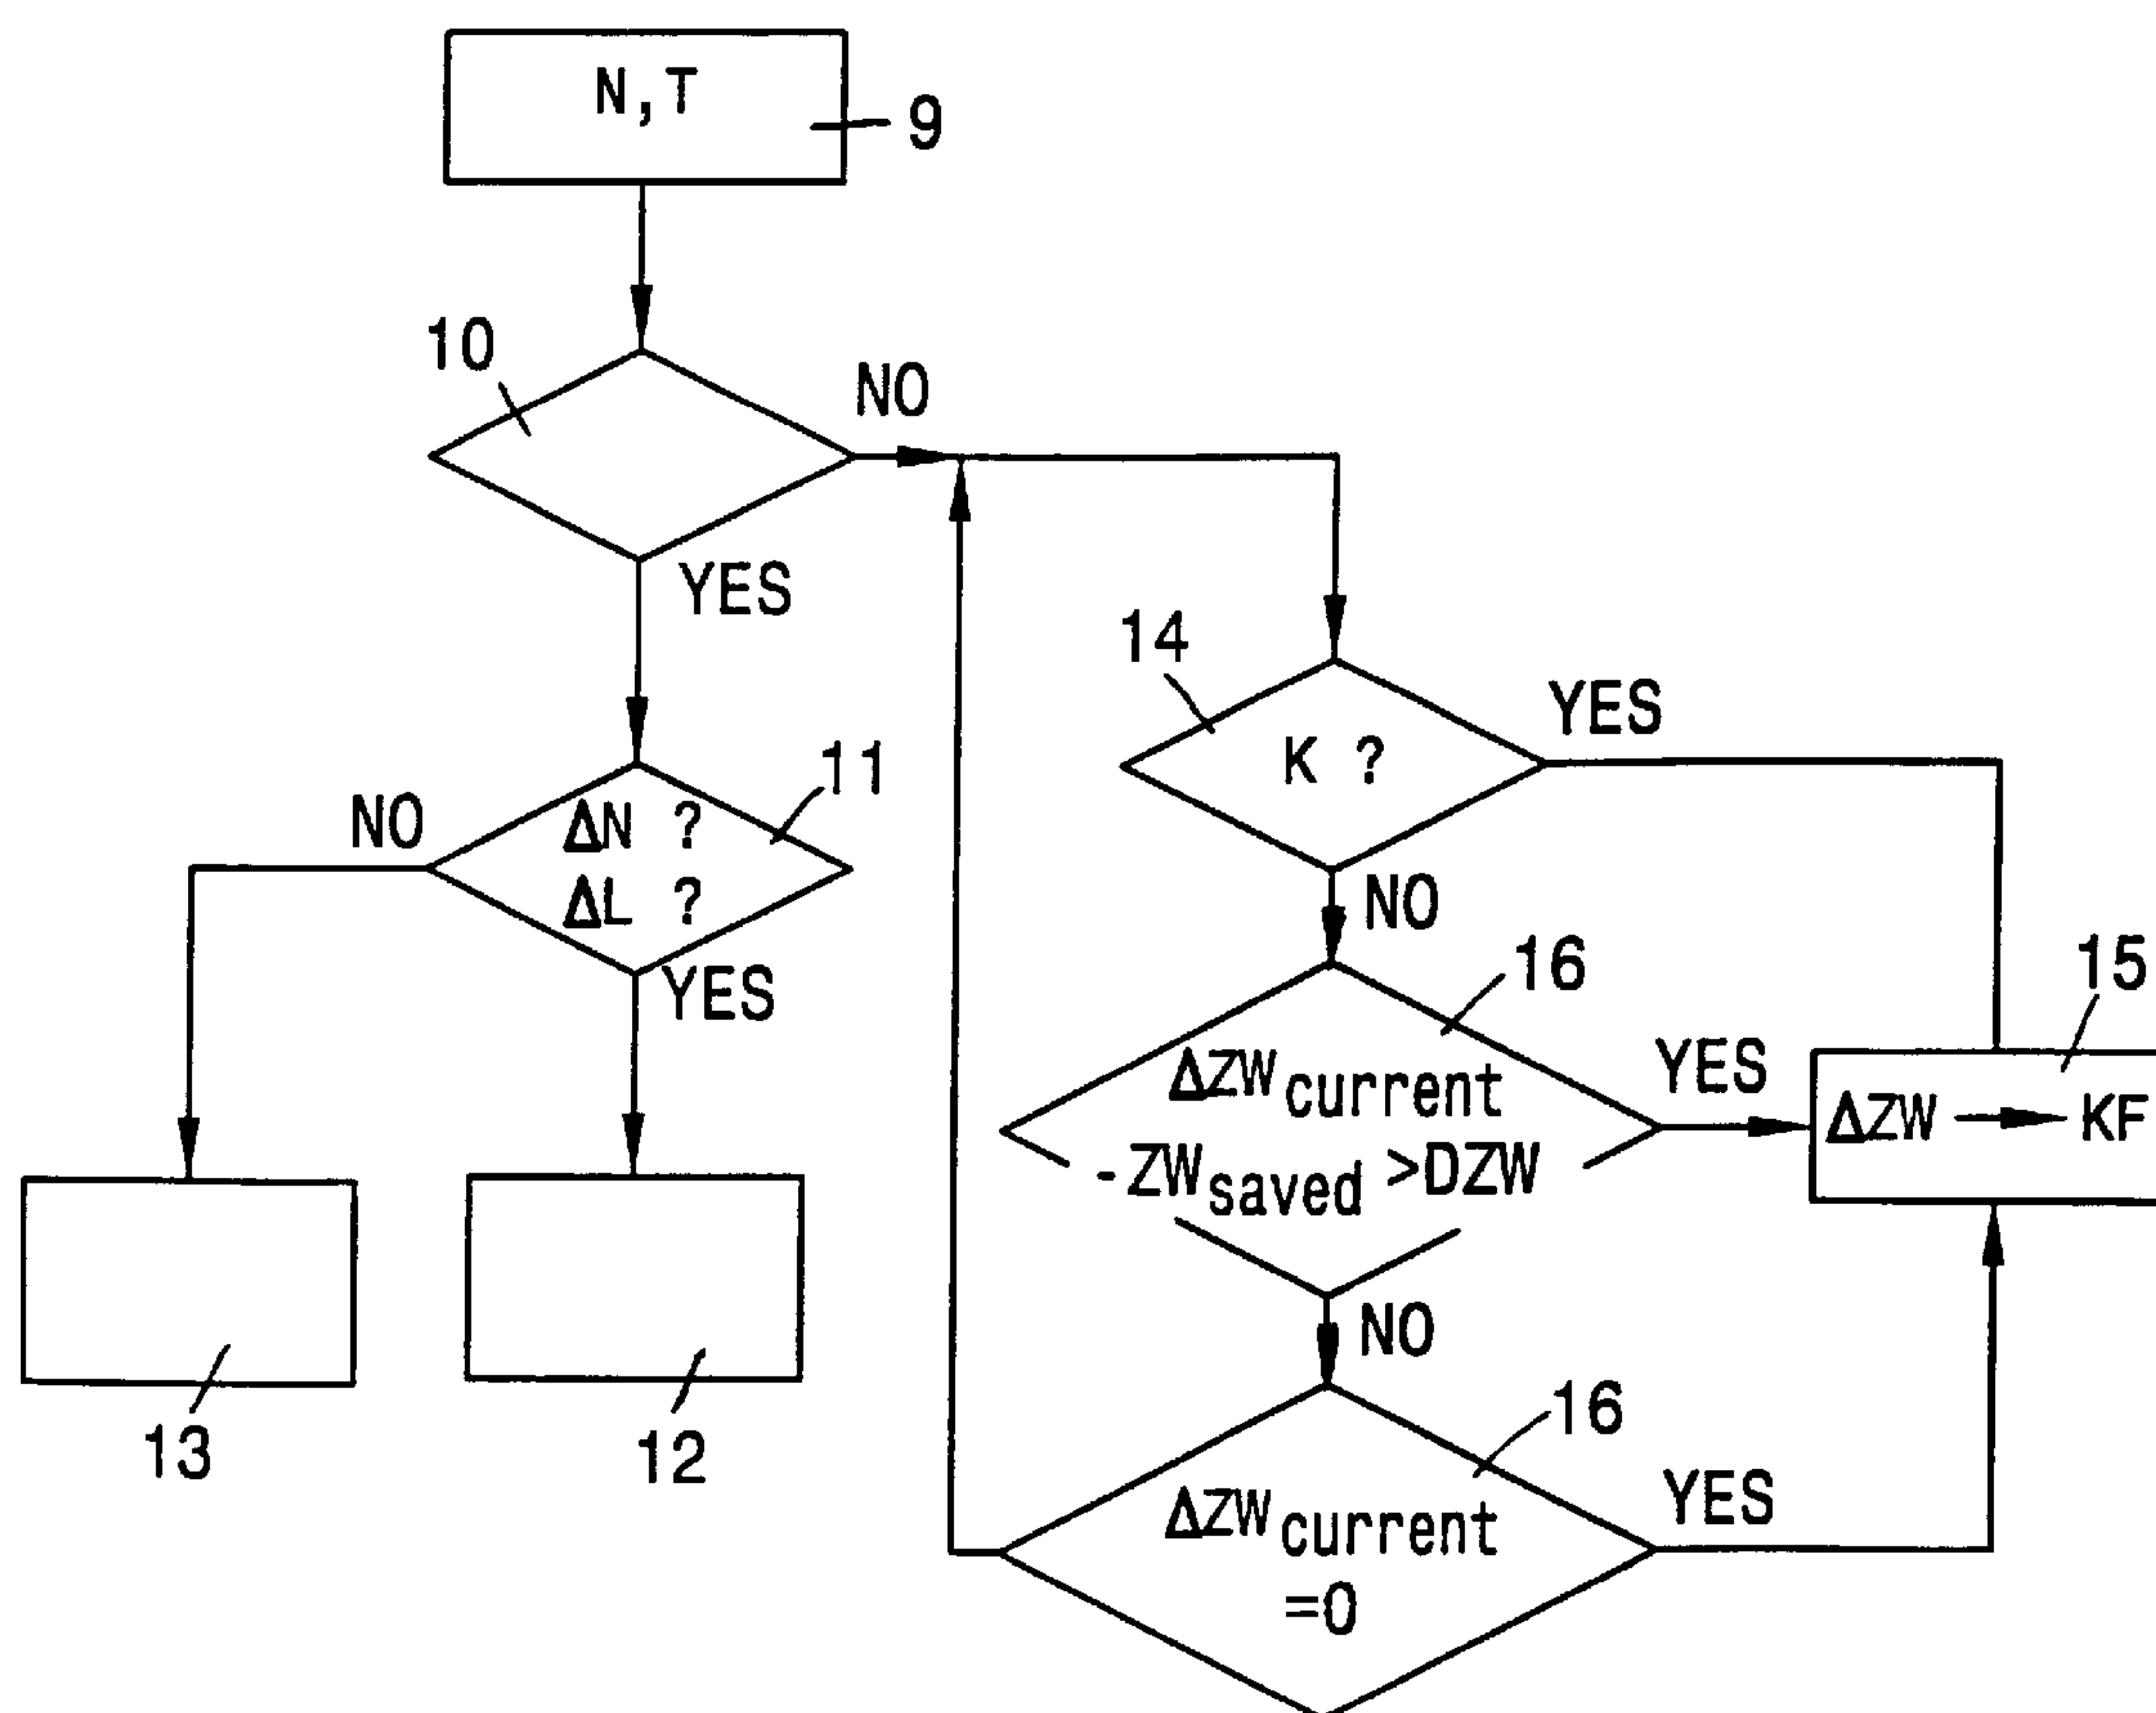 N,T
9
10
NO
YES
14
YES
K ?
11
NO
ΔN ?
ΔL ?
NO
YES
16
15
YES
ΔZWcurrent
-ZWsaved >DZW
ΔZW → KF
NO
13
12
16
YES
ΔZWcurrent
=0